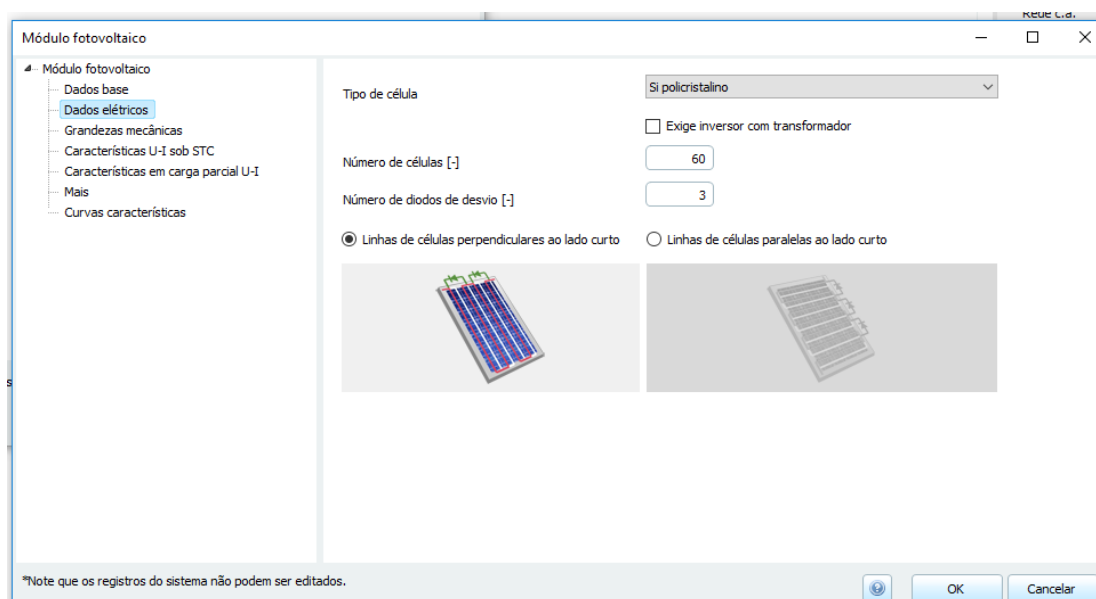 Rede c.a.
Módulo fotovoltaico
Módulo fotovoltaico
Dados base
Dados elétricos
Grandezas mecânicas
Características U-I sob STC
Características em carga parcial U-I
Mais
Curvas características
Tipo de célula
Si policristalino
Exige inversor com transformador
Número de células [-]
60
Número de diodos de desvio [-]
3
Linhas de células perpendiculares ao lado curto
Linhas de células paralelas ao lado curto
*Note que os registros do sistema não podem ser editados.
OK
Cancelar